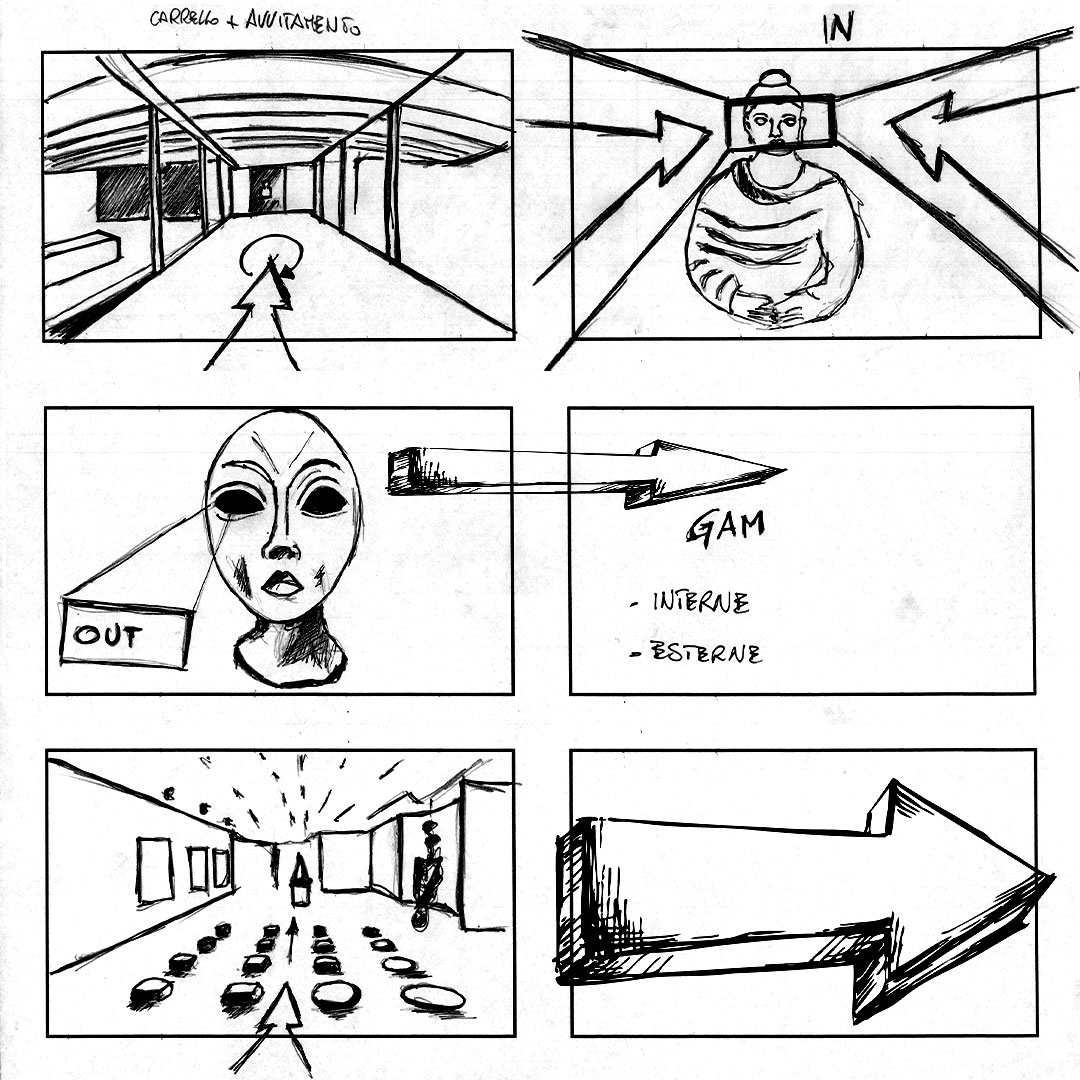 CARRELLO + AVVITAMENTO
IN
OUT
GAM
- INTERNE
- ESTERNE